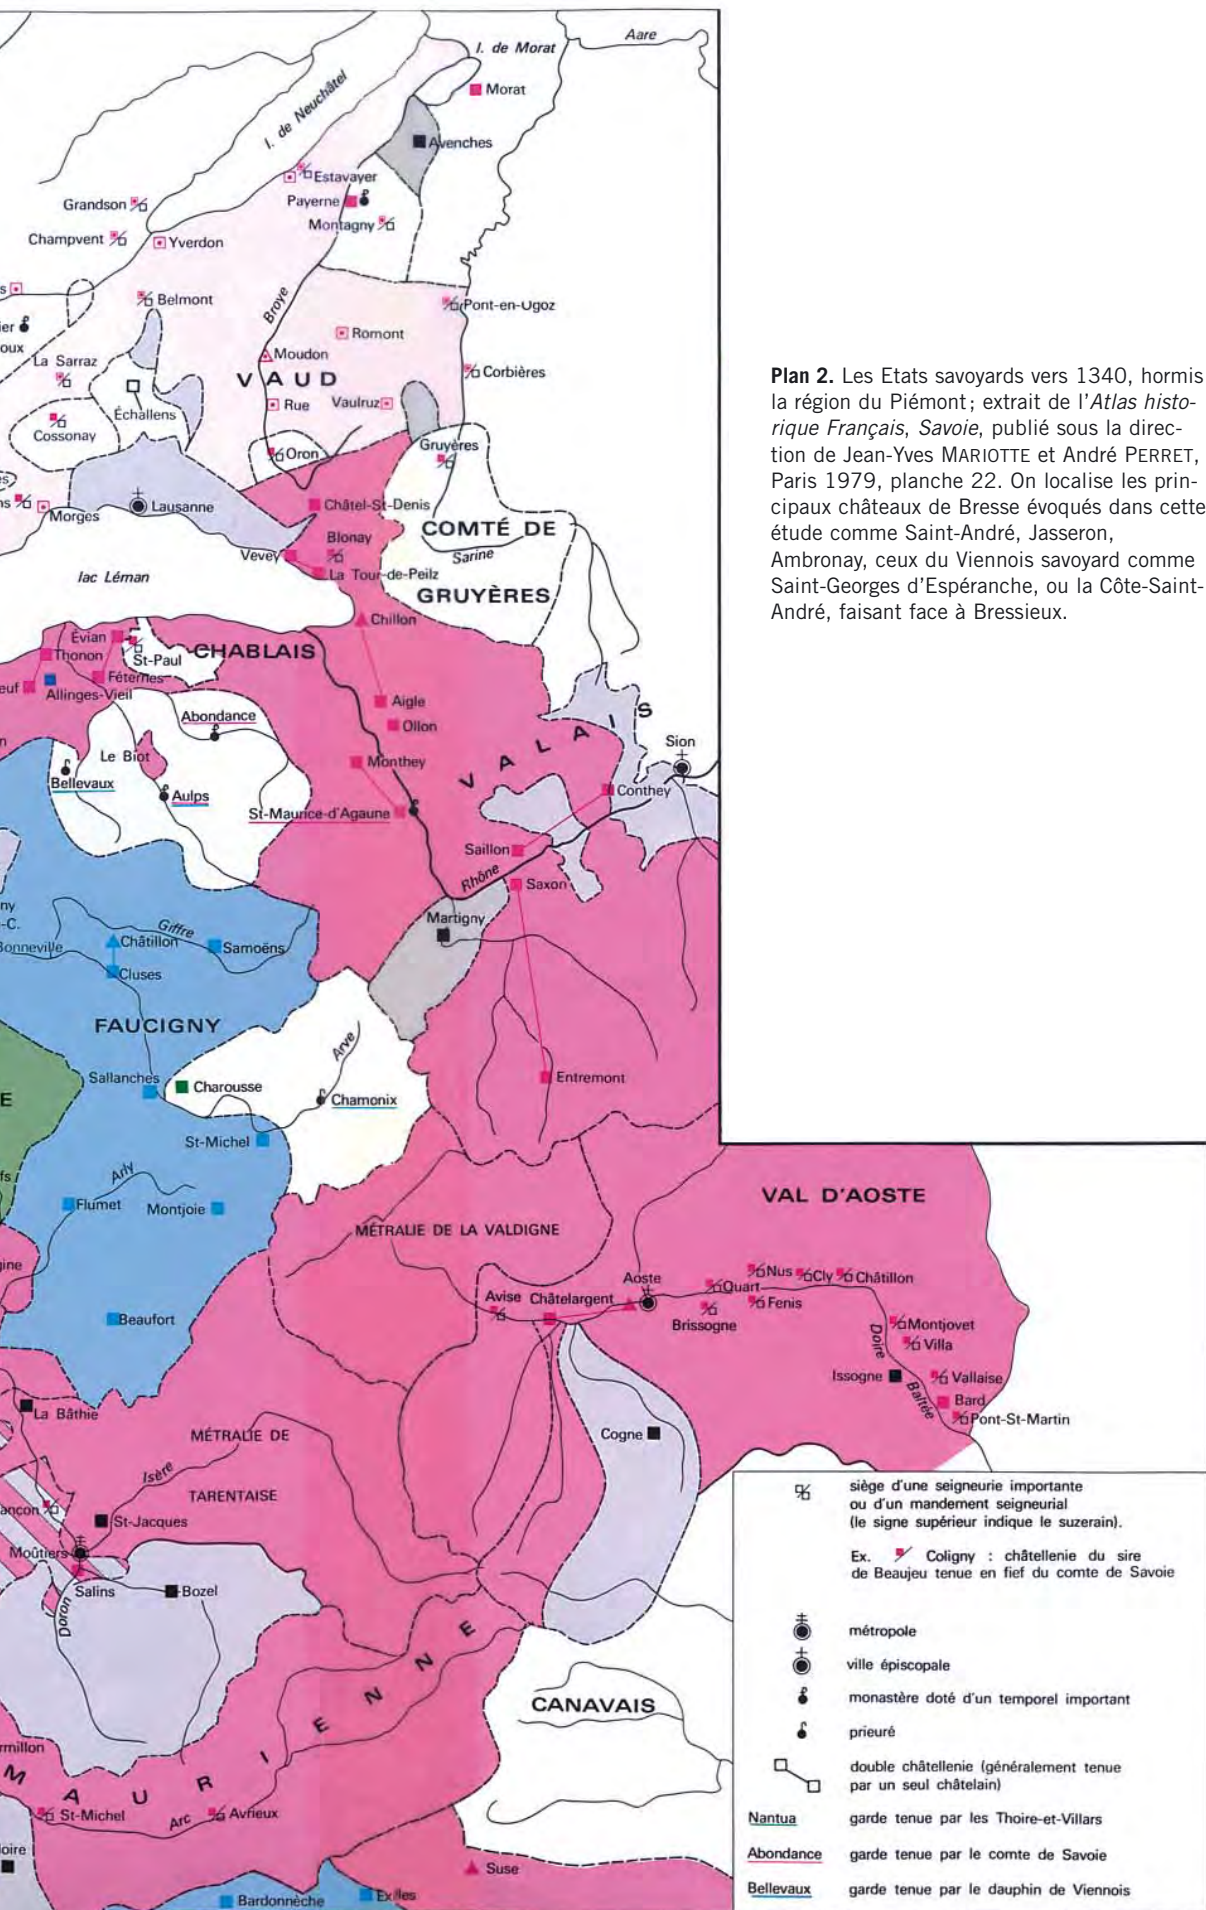 Aare
l. de Morat
Morat
l. de Neuchâtel
Avenches
Estavayer
Payerne
Grandson
Montagny
Champvent
Yverdon
s
Belmont
Broye
Pont-en-Ugoz
ier
oux
Romont
La Sarraz
Moudon
VAUD
Corbières
Échallens
Rue
Vaulruz
Cossonay
Oron
Gruyères
es
ns
Morges
Lausanne
Châtel-St-Denis
Blonay
COMTÉ DE
Sarine
Vevey
La Tour-de-Peilz
lac Léman
GRUYÈRES
Chillon
Évian
Thonon
St-Paul
CHABLAIS
Féternes
euf
Allinges-Vieil
Aigle
Abondance
Ollon
VALAIS
n
Le Biot
Monthey
Sion
Bellevaux
Aulps
Conthey
St-Maurice-d'Agaune
Saillon
Rhône
Saxon
ny
-C.
Giffre
Martigny
Bonneville
Châtillon
Samoëns
Cluses
FAUCIGNY
Arve
Sallanches
Charousse
Entremont
E
Chamonix
St-Michel
Arly
fs
Flumet
Montjoie
VAL D'AOSTE
MÉTRALIE DE LA VALDIGNE
gine
Nus
Cly
Châtillon
Aoste
Quart
Avise
Châtelargent
Fenis
Beaufort
Brissogne
Montjovet
Doire
Villa
Issogne
Vallaise
Baltée
Bard
La Bâthie
Pont-St-Martin
MÉTRALIE DE
Cogne
Isère
TARENTAISE
ançon
St-Jacques
Moûtiers
Salins
Bozel
Doron
CANAVAIS
rmillon
MAURIENNE
St-Michel
Arc
Avrieux
loire
Suse
Bardonnèche
Exilles
Plan 2. Les Etats savoyards vers 1340, hormis
la région du Piémont ; extrait de l'Atlas histo-
rique Français, Savoie, publié sous la direc-
tion de Jean-Yves MARIOTTE et André PERRET,
Paris 1979, planche 22. On localise les prin-
cipaux châteaux de Bresse évoqués dans cette
étude comme Saint-André, Jasseron,
Ambronay, ceux du Viennois savoyard comme
Saint-Georges d'Espéranche, ou la Côte-Saint-
André, faisant face à Bressieux.
siège d'une seigneurie importante
ou d'un mandement seigneurial
(le signe supérieur indique le suzerain).
Ex. Coligny : châtellenie du sire
de Beaujeu tenue en fief du comte de Savoie
métropole
ville épiscopale
monastère doté d'un temporel important
prieuré
double châtellenie (généralement tenue
par un seul châtelain)
Nantua garde tenue par les Thoire-et-Villars
Abondance garde tenue par le comte de Savoie
Bellevaux garde tenue par le dauphin de Viennois